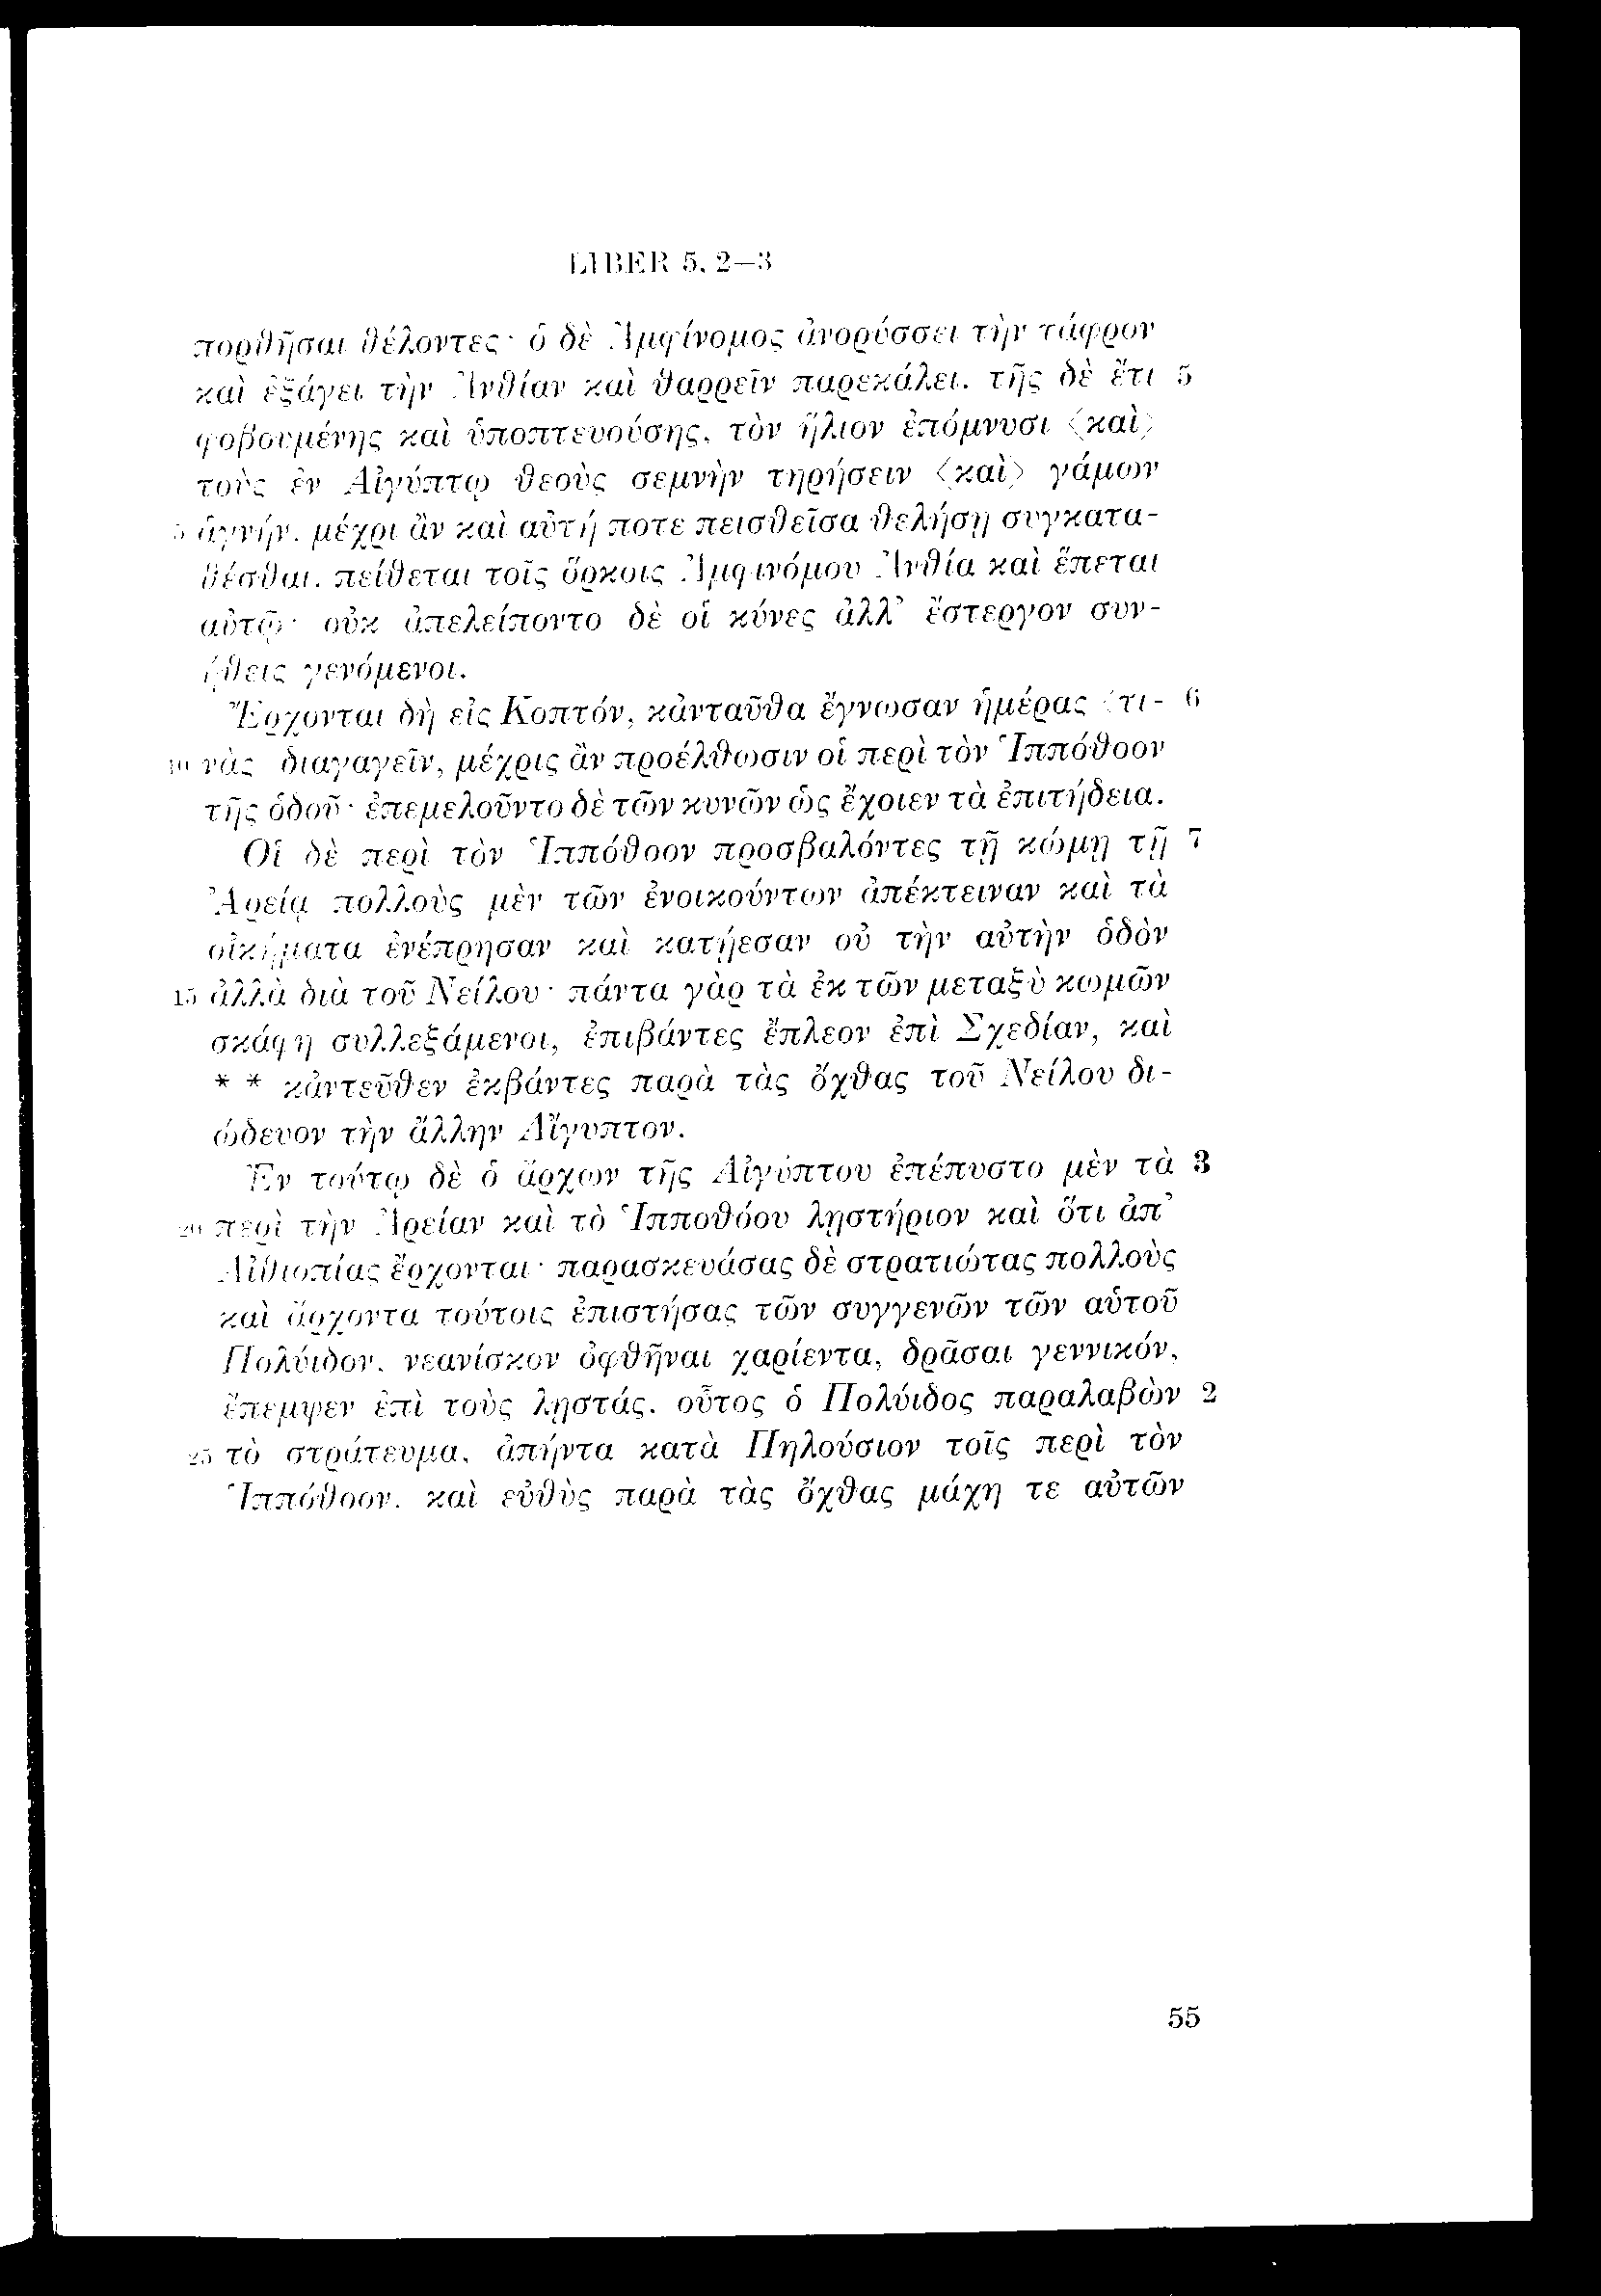 LIBER 5, 2—3
πορθῆσαι θέλοντες· ὁ δὲ Ἀμφίνομος ἀνορύσσει τὴν τάφρον
καὶ ἐξάγει τὴν Ἀνθίαν καὶ θαρρεῖν παρεκάλει. τῆς δὲ ἔτι 5
φοβουμένης καὶ ὑποπτευούσης, τὸν ἥλιον ἐπόμνυσι ⟨καὶ⟩
τοὺς ἐν Αἰγύπτῳ θεοὺς σεμνὴν τηρήσειν ⟨καὶ⟩ γάμων
5 ἁγνήν, μέχρι ἂν καὶ αὐτή ποτε πεισθεῖσα θελήσῃ συγκατα-
θέσθαι. πείθεται τοῖς ὅρκοις Ἀμφινόμου Ἀνθία καὶ ἕπεται
αὐτῷ· οὐκ ἀπελείποντο δὲ οἱ κύνες ἀλλ’ ἔστεργον συν-
ήθεις γενόμενοι.
Ἔρχονται δὴ εἰς Κοπτόν, κἀνταῦθα ἔγνωσαν ἡμέρας ⟨τι- 6
10 νὰς⟩ διαγαγεῖν, μέχρις ἂν προέλθωσιν οἱ περὶ τὸν Ἱππόθοον
τῆς ὁδοῦ· ἐπεμελοῦντο δὲ τῶν κυνῶν ὡς ἔχοιεν τὰ ἐπιτήδεια.
Οἱ δὲ περὶ τὸν Ἱππόθοον προσβαλόντες τῇ κώμῃ τῇ 7
Ἀρείᾳ πολλοὺς μὲν τῶν ἐνοικούντων ἀπέκτειναν καὶ τὰ
οἰκήματα ἐνέπρησαν καὶ κατῄεσαν οὐ τὴν αὐτὴν ὁδὸν
15 ἀλλὰ διὰ τοῦ Νείλου· πάντα γὰρ τὰ ἐκ τῶν μεταξὺ κωμῶν
σκάφη συλλεξάμενοι, ἐπιβάντες ἔπλεον ἐπὶ Σχεδίαν, καὶ
* * κἀντεῦθεν ἐκβάντες παρὰ τὰς ὄχθας τοῦ Νείλου δι-
ώδευον τὴν ἄλλην Αἴγυπτον.
Ἐν τούτῳ δὲ ὁ ἄρχων τῆς Αἰγύπτου ἐπέπυστο μὲν τὰ 3
20 περὶ τὴν Ἀρείαν καὶ τὸ Ἱπποθόου λῃστήριον καὶ ὅτι ἀπ’
Αἰθιοπίας ἔρχονται· παρασκευάσας δὲ στρατιώτας πολλοὺς
καὶ ἄρχοντα τούτοις ἐπιστήσας τῶν συγγενῶν τῶν αὑτοῦ
Πολύιδον, νεανίσκον ὀφθῆναι χαρίεντα, δρᾶσαι γεννικόν,
ἔπεμψεν ἐπὶ τοὺς λῃστάς. οὗτος ὁ Πολύιδος παραλαβὼν 2
25 τὸ στράτευμα, ἀπήντα κατὰ Πηλούσιον τοῖς περὶ τὸν
Ἱππόθοον, καὶ εὐθὺς παρὰ τὰς ὄχθας μάχη τε αὐτῶν
55